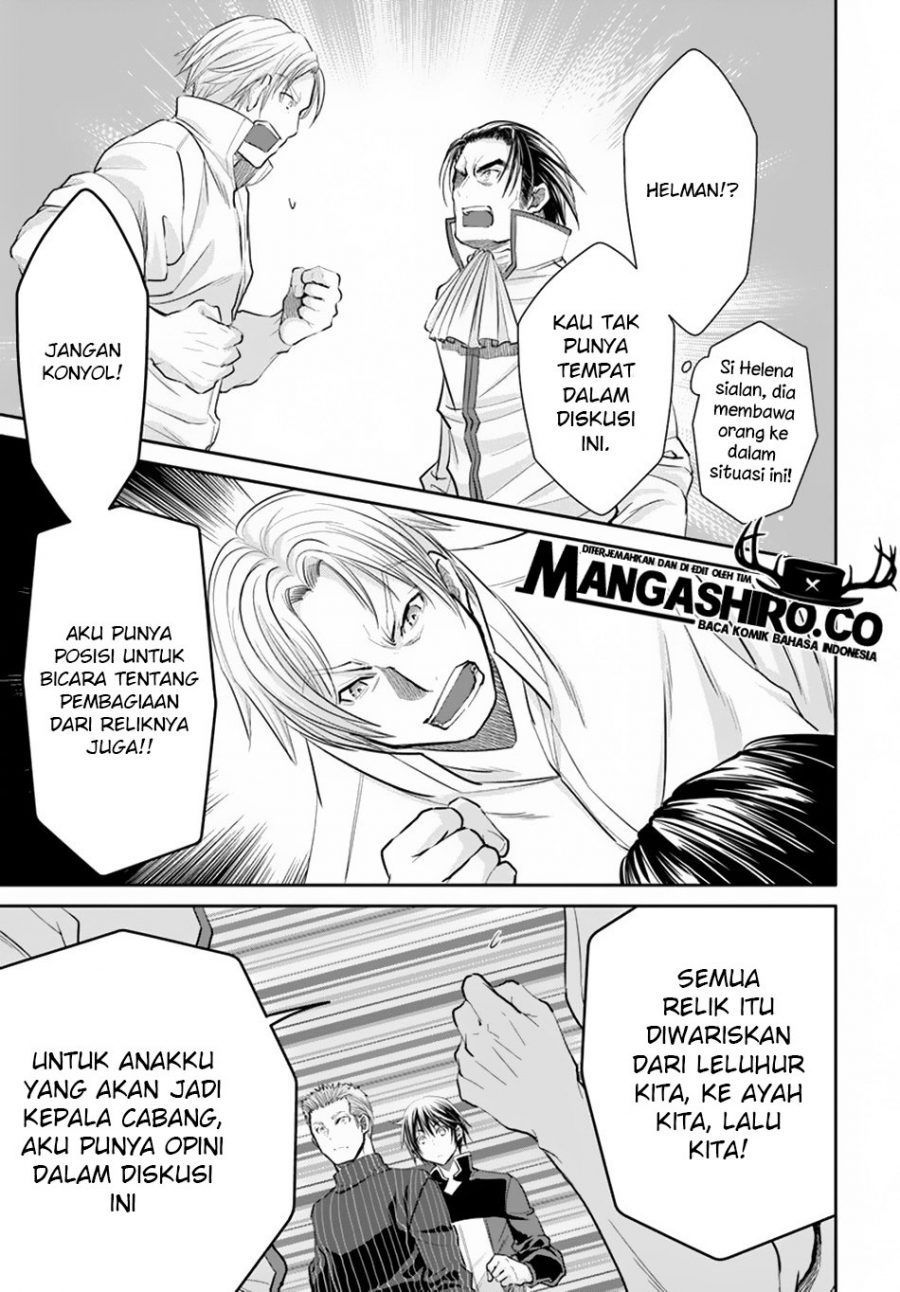 HELMAN!?
KAU TAK
PUNYA
TEMPAT
DALAM
DISKUSI
INI.
Si Helena
sialan, dia
membawa
orang ke
dalam
situasi ini!
JANGAN
KONYOL!
AKU PUNYA
POSISI UNTUK
BICARA TENTANG
PEMBAGIAAN
DARI RELIKNYA
JUGA!!
DITERJEMAHKAN DAN DI EDIT OLEH TIM
MANGASHIRO.CO
BACA KOMIK BAHASA INDONESIA
SEMUA
RELIK ITU
DIWARISKAN
DARI LELUHUR
KITA, KE AYAH
KITA, LALU
KITA!
UNTUK ANAKKU
YANG AKAN JADI
KEPALA CABANG,
AKU PUNYA OPINI
DALAM DISKUSI
INI